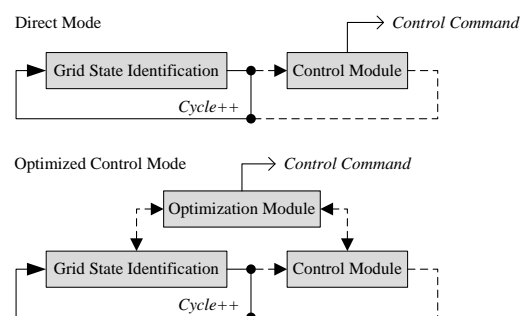 Direct Mode
Control Command
Grid State Identification
Control Module
Cycle++
Optimized Control Mode
Control Command
Optimization Module
Grid State Identification
Control Module
Cycle++